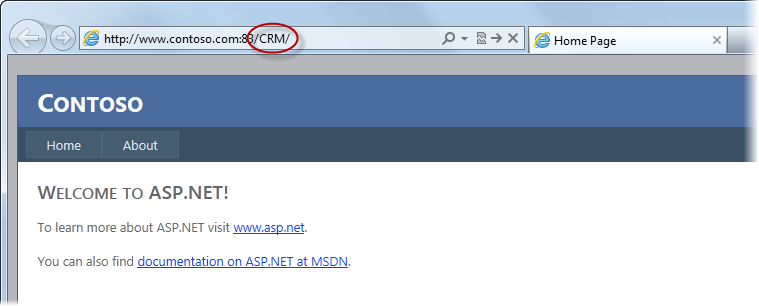 http://www.contoso.com:83/CRM/
Home Page
CONTOSO
Home
About
WELCOME TO ASP.NET!
To learn more about ASP.NET visit www.asp.net.
You can also find documentation on ASP.NET at MSDN.